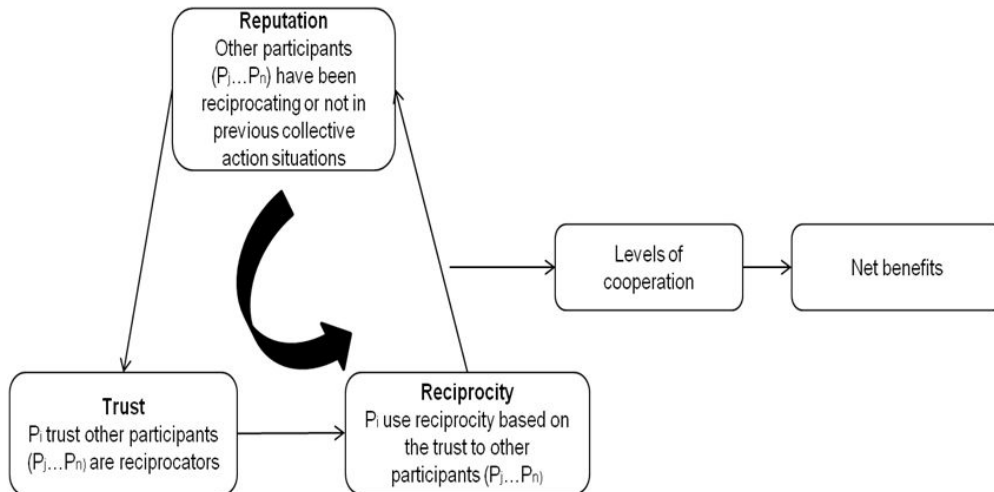 Reputation
Other participants
(Pj…Pn) have been
reciprocating or not in
previous collective
action situations
Levels of
cooperation
Net benefits
Trust
Pi trust other participants
(Pj…Pn) are reciprocators
Reciprocity
Pi use reciprocity based on
the trust to other
participants (Pj…Pn)